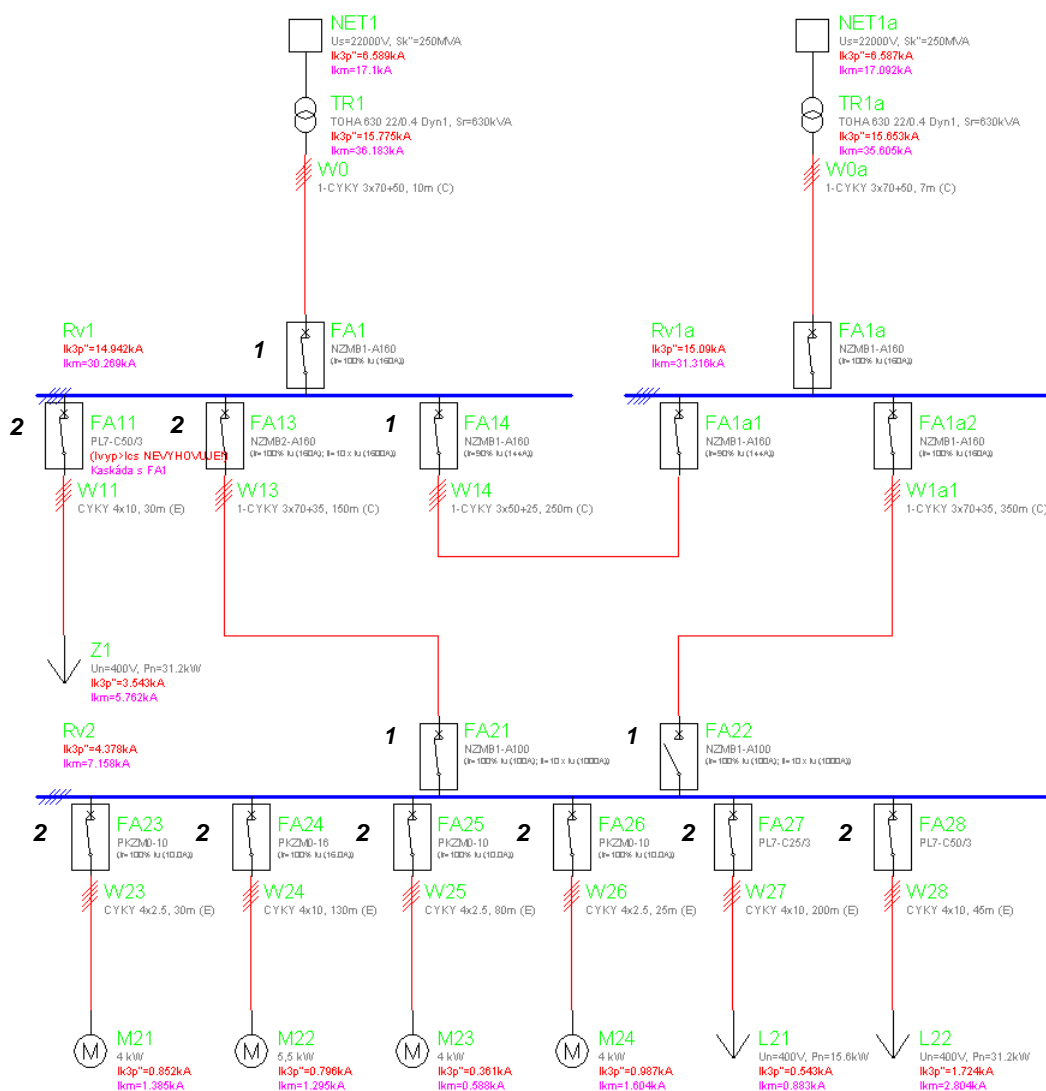 NET1
Us=22000V, Sk"=250MVA
Ik3p"=6.589kA
Ikm=17.1kA
NET1a
Us=22000V, Sk"=250MVA
Ik3p"=6.587kA
Ikm=17.092kA
TR1
TOHA 630 22/0.4 Dyn1, Sr=630kVA
Ik3p"=15.775kA
Ikm=36.183kA
TR1a
TOHA 630 22/0.4 Dyn1, Sr=630kVA
Ik3p"=15.653kA
Ikm=35.605kA
W0
1-CYKY 3x70+50, 10m (C)
W0a
1-CYKY 3x70+50, 7m (C)
Rv1
Ik3p"=14.942kA
Ikm=30.269kA
1
FA1
NZMB1-A160
(Ir=100% Iu (160A))
Rv1a
Ik3p"=15.09kA
Ikm=31.316kA
FA1a
NZMB1-A160
(Ir=100% Iu (160A))
2
FA11
PL7-C50/3
(Ivyp>Ics NEVYHOVUJE!)
Kaskáda s FA1
2
FA13
NZMB2-A160
(Ir=100% Iu (160A); Ii=10 x Iu (1600A))
1
FA14
NZMB1-A160
(Ir=90% Iu (144A))
FA1a1
NZMB1-A160
(Ir=90% Iu (144A))
FA1a2
NZMB1-A160
(Ir=100% Iu (160A))
W11
CYKY 4x10, 30m (E)
W13
1-CYKY 3x70+35, 150m (C)
W14
1-CYKY 3x50+25, 250m (C)
W1a1
1-CYKY 3x70+35, 350m (C)
Z1
Un=400V, Pn=31.2kW
Ik3p"=3.543kA
Ikm=5.762kA
Rv2
Ik3p"=4.378kA
Ikm=7.158kA
1
FA21
NZMB1-A100
(Ir=100% Iu (100A); Ii=10 x Iu (1000A))
1
FA22
NZMB1-A100
(Ir=100% Iu (100A); Ii=10 x Iu (1000A))
2
FA23
PKZM0-10
(Ir=100% Iu (10.0A))
2
FA24
PKZM0-16
(Ir=100% Iu (16.0A))
2
FA25
PKZM0-10
(Ir=100% Iu (10.0A))
2
FA26
PKZM0-10
(Ir=100% Iu (10.0A))
2
FA27
PL7-C25/3
2
FA28
PL7-C50/3
W23
CYKY 4x2.5, 30m (E)
W24
CYKY 4x10, 130m (E)
W25
CYKY 4x2.5, 80m (E)
W26
CYKY 4x2.5, 25m (E)
W27
CYKY 4x10, 200m (E)
W28
CYKY 4x10, 45m (E)
M
M21
4 kW
Ik3p"=0.852kA
Ikm=1.385kA
M
M22
5,5 kW
Ik3p"=0.796kA
Ikm=1.295kA
M
M23
4 kW
Ik3p"=0.361kA
Ikm=0.588kA
M
M24
4 kW
Ik3p"=0.987kA
Ikm=1.604kA
L21
Un=400V, Pn=15.6kW
Ik3p"=0.543kA
Ikm=0.883kA
L22
Un=400V, Pn=31.2kW
Ik3p"=1.724kA
Ikm=2.804kA